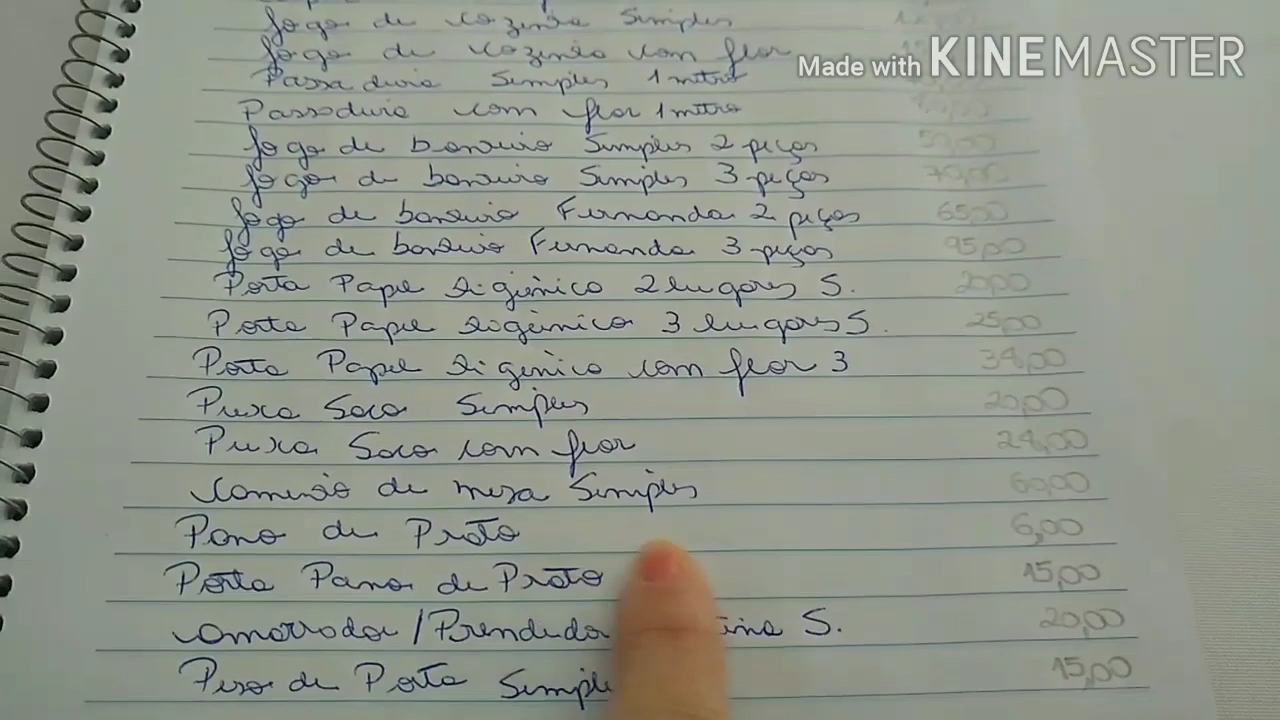 Jogo de Cozinha Simples
Jogo de Cozinha com flor
Made with KINEMASTER
Passadeira Simples 1 metro
Passadeira com flor 1 metro
Jogo de banheiro Simples 2 peças 50,00
Jogo de banheiro Simples 3 peças 70,00
Jogo de banheiro Fernanda 2 peças 65,00
Jogo de banheiro Fernanda 3 peças 95,00
Porta Papel Higiênico 2 lugares S. 20,00
Porta Papel Higiênico 3 lugares S. 25,00
Porta Papel Higiênico com flor 3 34,00
Puxa Saco Simples 20,00
Puxa Saco com flor 24,00
Caminho de mesa Simples 60,00
Pano de Prato 6,00
Porta Pano de Prato 15,00
Amarrador / Prendedo S. 20,00
Peso de Porta Simple 15,00